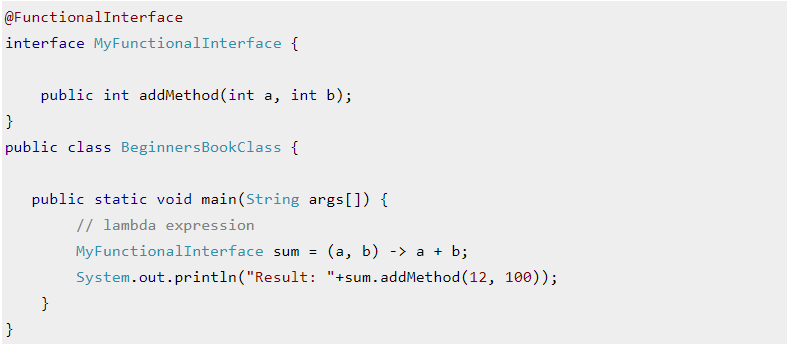 @FunctionalInterface
interface MyFunctionalInterface {
public int addMethod(int a, int b);
}
public class BeginnersBookClass {
public static void main(String args[]) {
// lambda expression
MyFunctionalInterface sum = (a, b) -> a + b;
System.out.println("Result: "+sum.addMethod(12, 100));
}
}